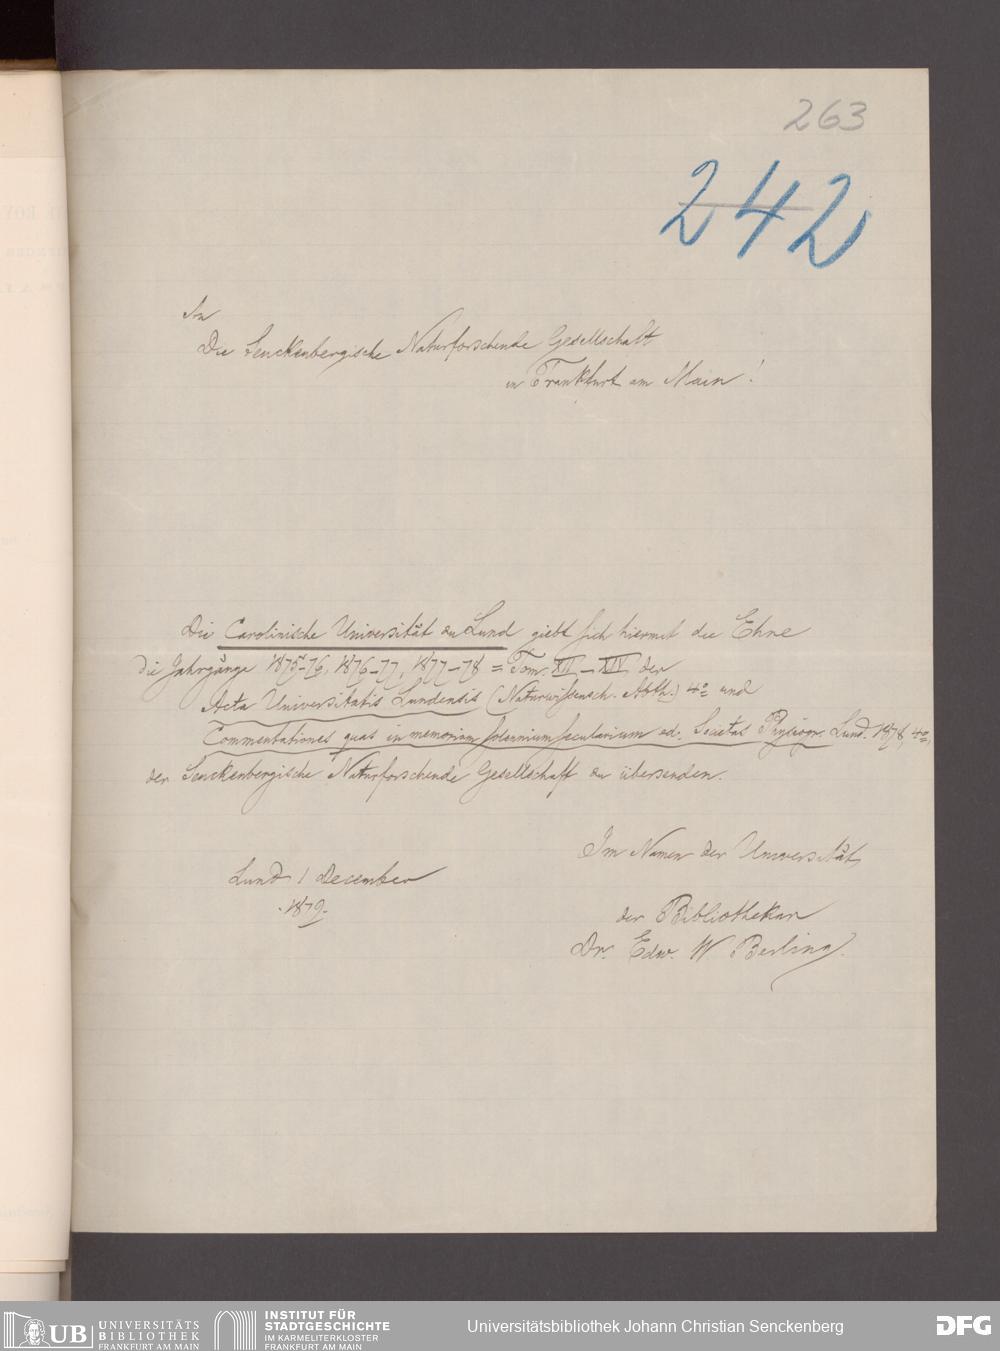 263
242
An
Die Senckenbergische Naturforschende Gesellschaft
in Frankfurt am Main!
Die Carolinische Universität zu Lund giebt sich hiermit die Ehre
die Jahrgänge 1875-76, 1876-77, 1877-78 = Tom. XII-XIV, der
Acta Universitatis Lundensis (Naturwissensch. Abth.) 4o und
Commentationes quas in memoriam solennium secularium ed. Societas Physiogr. Lund. 1878, 4o,
der Senckenbergische Naturforschende Gesellschaft zu übersenden.
Im Namen der Universität
Lund 1 December
1879.
der Bibliothekar
Dr. Edw. W Berling.
UB UNIVERSITÄTS
BIBLIOTHEK
FRANKFURT AM MAIN
INSTITUT FÜR
STADTGESCHICHTE
IM KARMELITERKLOSTER
FRANKFURT AM MAIN
Universitätsbibliothek Johann Christian Senckenberg
DFG